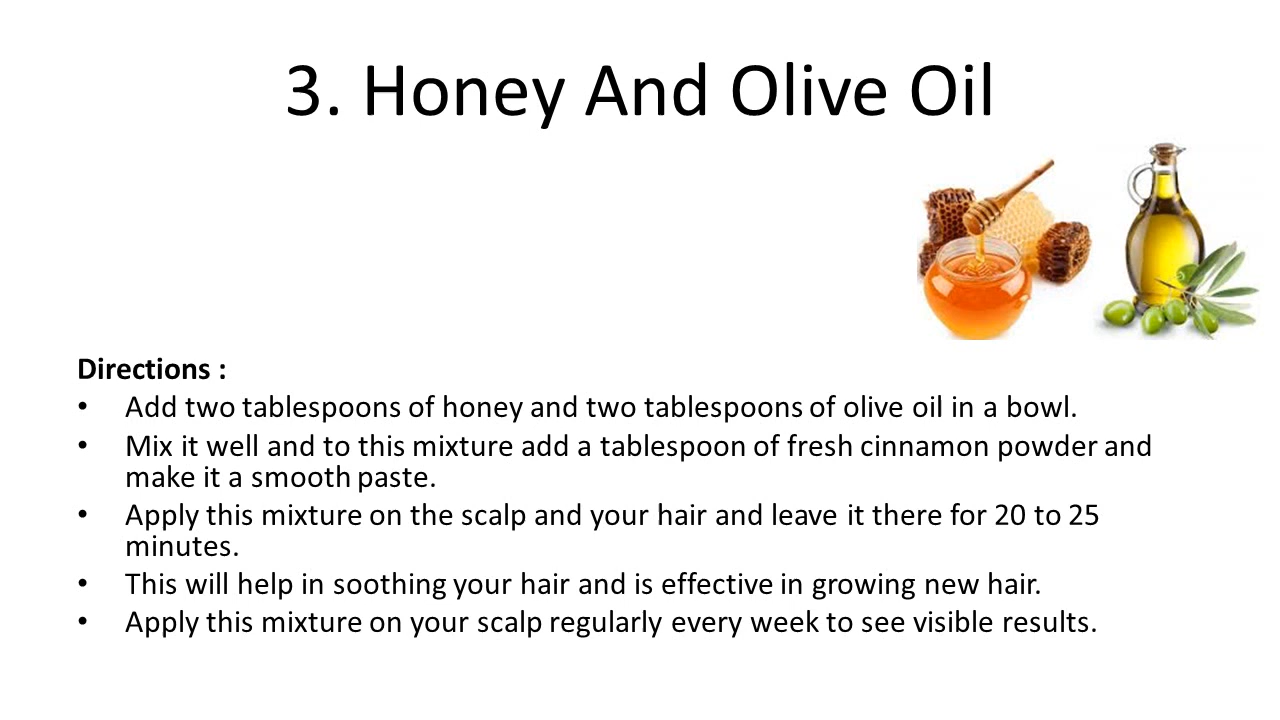 3. Honey And Olive Oil
Directions :
• Add two tablespoons of honey and two tablespoons of olive oil in a bowl.
• Mix it well and to this mixture add a tablespoon of fresh cinnamon powder and
make it a smooth paste.
• Apply this mixture on the scalp and your hair and leave it there for 20 to 25
minutes.
• This will help in soothing your hair and is effective in growing new hair.
• Apply this mixture on your scalp regularly every week to see visible results.